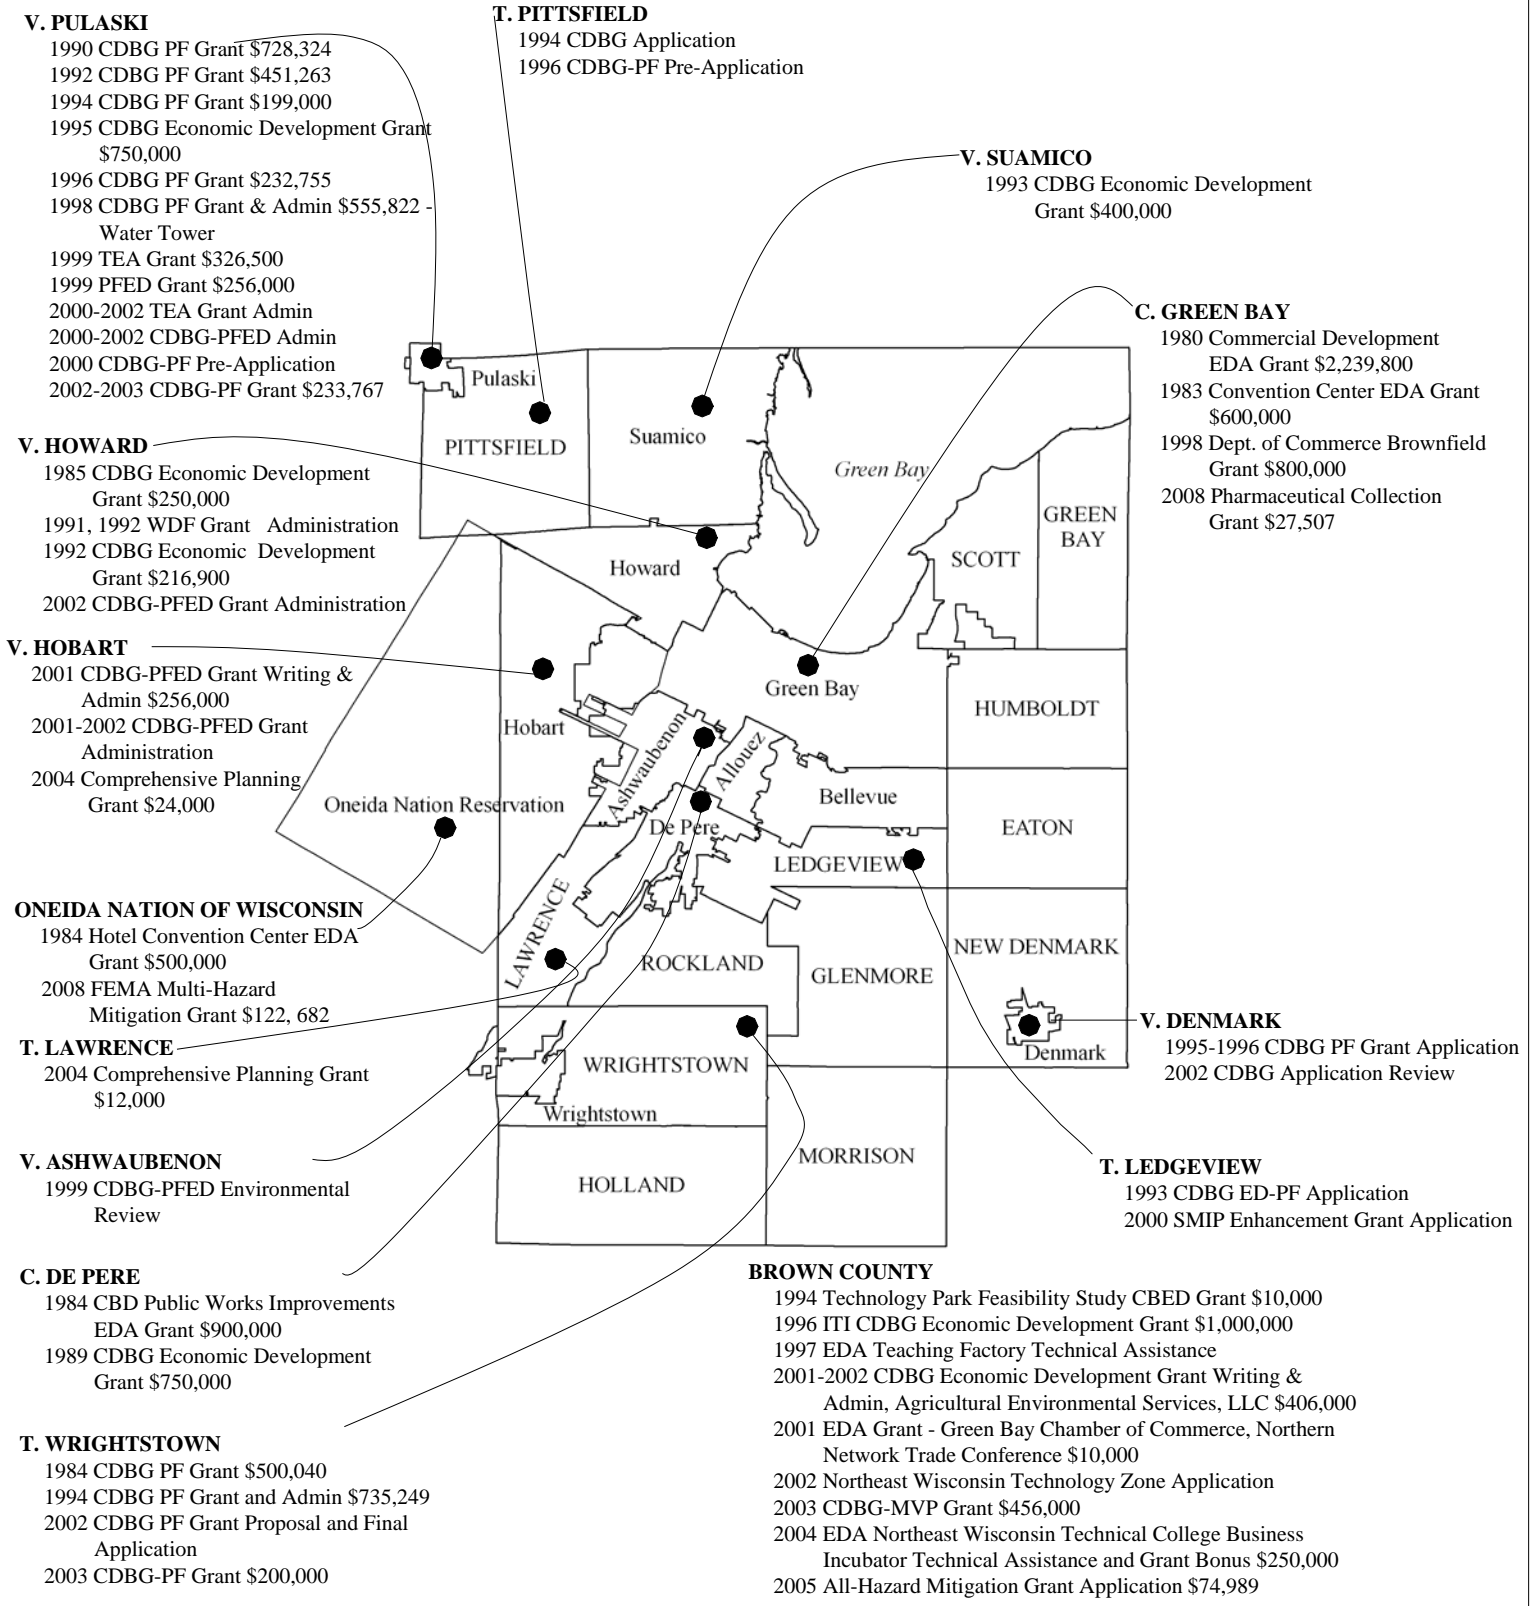 V. PULASKI
1990 CDBG PF Grant $728,324
1992 CDBG PF Grant $451,263
1994 CDBG PF Grant $199,000
1995 CDBG Economic Development Grant
$750,000
1996 CDBG PF Grant $232,755
1998 CDBG PF Grant & Admin $555,822 -
Water Tower
1999 TEA Grant $326,500
1999 PFED Grant $256,000
2000-2002 TEA Grant Admin
2000-2002 CDBG-PFED Admin
2000 CDBG-PF Pre-Application
2002-2003 CDBG-PF Grant $233,767
T. PITTSFIELD
1994 CDBG Application
1996 CDBG-PF Pre-Application
V. SUAMICO
1993 CDBG Economic Development
Grant $400,000
C. GREEN BAY
1980 Commercial Development
EDA Grant $2,239,800
1983 Convention Center EDA Grant
$600,000
1998 Dept. of Commerce Brownfield
Grant $800,000
2008 Pharmaceutical Collection
Grant $27,507
V. HOWARD
1985 CDBG Economic Development
Grant $250,000
1991, 1992 WDF Grant Administration
1992 CDBG Economic Development
Grant $216,900
2002 CDBG-PFED Grant Administration
V. HOBART
2001 CDBG-PFED Grant Writing &
Admin $256,000
2001-2002 CDBG-PFED Grant
Administration
2004 Comprehensive Planning
Grant $24,000
ONEIDA NATION OF WISCONSIN
1984 Hotel Convention Center EDA
Grant $500,000
2008 FEMA Multi-Hazard
Mitigation Grant $122, 682
T. LAWRENCE
2004 Comprehensive Planning Grant
$12,000
V. ASHWAUBENON
1999 CDBG-PFED Environmental
Review
C. DE PERE
1984 CBD Public Works Improvements
EDA Grant $900,000
1989 CDBG Economic Development
Grant $750,000
T. WRIGHTSTOWN
1984 CDBG PF Grant $500,040
1994 CDBG PF Grant and Admin $735,249
2002 CDBG PF Grant Proposal and Final
Application
2003 CDBG-PF Grant $200,000
Pulaski
PITTSFIELD
Suamico
Green Bay
GREEN
BAY
SCOTT
Howard
Green Bay
HUMBOLDT
Hobart
Ashwaubenon
Allouez
Bellevue
Oneida Nation Reservation
De Pere
EATON
LEDGEVIEW
LAWRENCE
ROCKLAND
GLENMORE
NEW DENMARK
Denmark
WRIGHTSTOWN
Wrightstown
MORRISON
HOLLAND
V. DENMARK
1995-1996 CDBG PF Grant Application
2002 CDBG Application Review
T. LEDGEVIEW
1993 CDBG ED-PF Application
2000 SMIP Enhancement Grant Application
BROWN COUNTY
1994 Technology Park Feasibility Study CBED Grant $10,000
1996 ITI CDBG Economic Development Grant $1,000,000
1997 EDA Teaching Factory Technical Assistance
2001-2002 CDBG Economic Development Grant Writing &
Admin, Agricultural Environmental Services, LLC $406,000
2001 EDA Grant - Green Bay Chamber of Commerce, Northern
Network Trade Conference $10,000
2002 Northeast Wisconsin Technology Zone Application
2003 CDBG-MVP Grant $456,000
2004 EDA Northeast Wisconsin Technical College Business
Incubator Technical Assistance and Grant Bonus $250,000
2005 All-Hazard Mitigation Grant Application $74,989